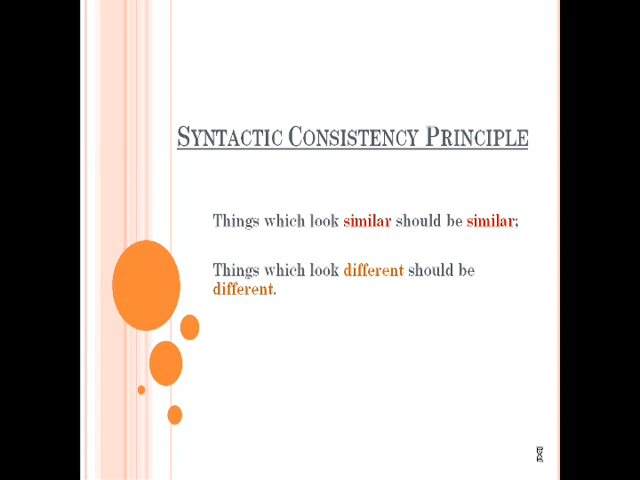 SYNTACTIC CONSISTENCY PRINCIPLE
Things which look similar should be similar;
Things which look different should be
different.